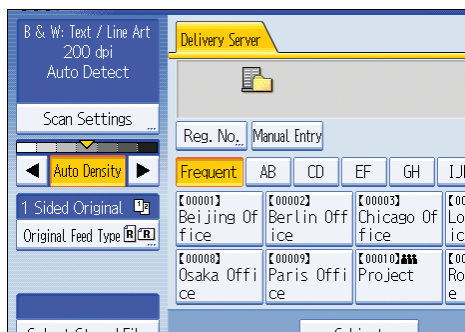 B & W: Text / Line Art
200 dpi
Auto Detect
Scan Settings
Auto Density
1 Sided Original
Original Feed Type
Delivery Server
Reg. No.
Manual Entry
Frequent AB CD EF GH
[00001] Beijing Of
fice
[00002] Berlin Off
ice
[00003] Chicago Of
fice
[00008] Osaka Offi
ce
[00009] Paris Offi
ce
[00010] Project